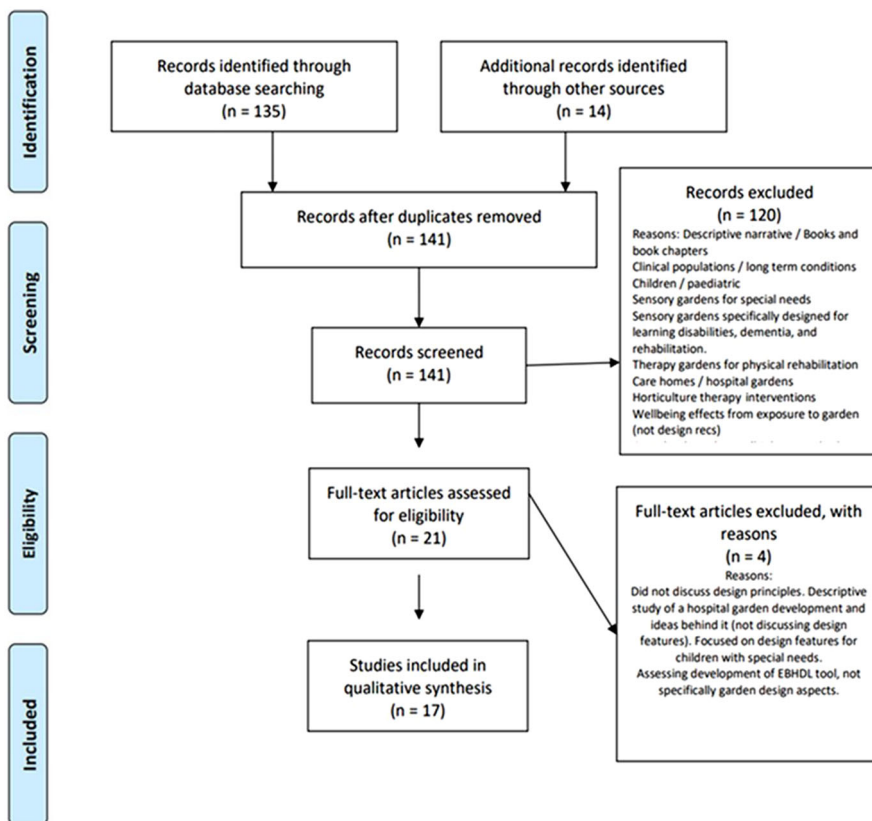 Identification
Records identified through
database searching
(n = 135)
Additional records identified
through other sources
(n = 14)
Screening
Records after duplicates removed
(n = 141)
Records screened
(n = 141)
Records excluded
(n = 120)
Reasons: Descriptive narrative / Books and
book chapters
Clinical populations / long term conditions
Children / paediatric
Sensory gardens for special needs
Sensory gardens specifically designed for
learning disabilities, dementia, and
rehabilitation.
Therapy gardens for physical rehabilitation
Care homes / hospital gardens
Horticulture therapy interventions
Wellbeing effects from exposure to garden
(not design recs)
Eligibility
Full-text articles assessed
for eligibility
(n = 21)
Full-text articles excluded, with
reasons
(n = 4)
Reasons:
Did not discuss design principles. Descriptive
study of a hospital garden development and
ideas behind it (not discussing design
features). Focused on design features for
children with special needs.
Assessing development of EBHDL tool, not
specifically garden design aspects.
Included
Studies included in
qualitative synthesis
(n = 17)